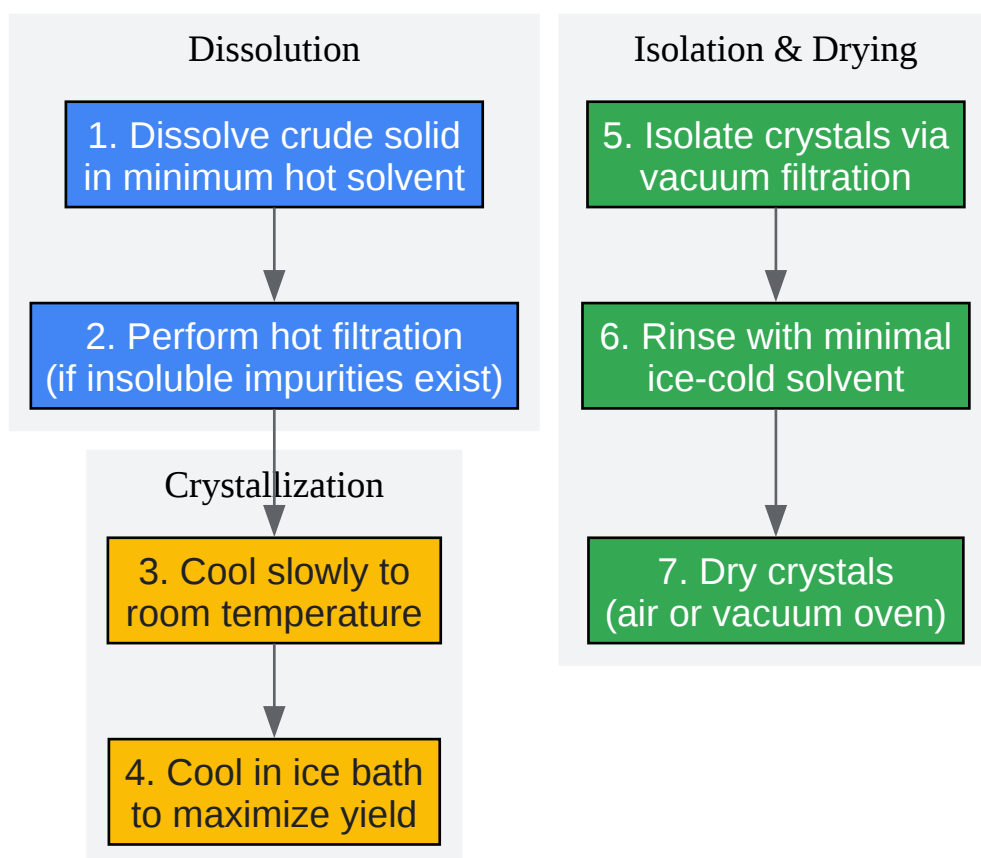 Dissolution
1. Dissolve crude solid
in minimum hot solvent
2. Perform hot filtration
(if insoluble impurities exist)
Crystallization
3. Cool slowly to
room temperature
4. Cool in ice bath
to maximize yield
Isolation & Drying
5. Isolate crystals via
vacuum filtration
6. Rinse with minimal
ice-cold solvent
7. Dry crystals
(air or vacuum oven)